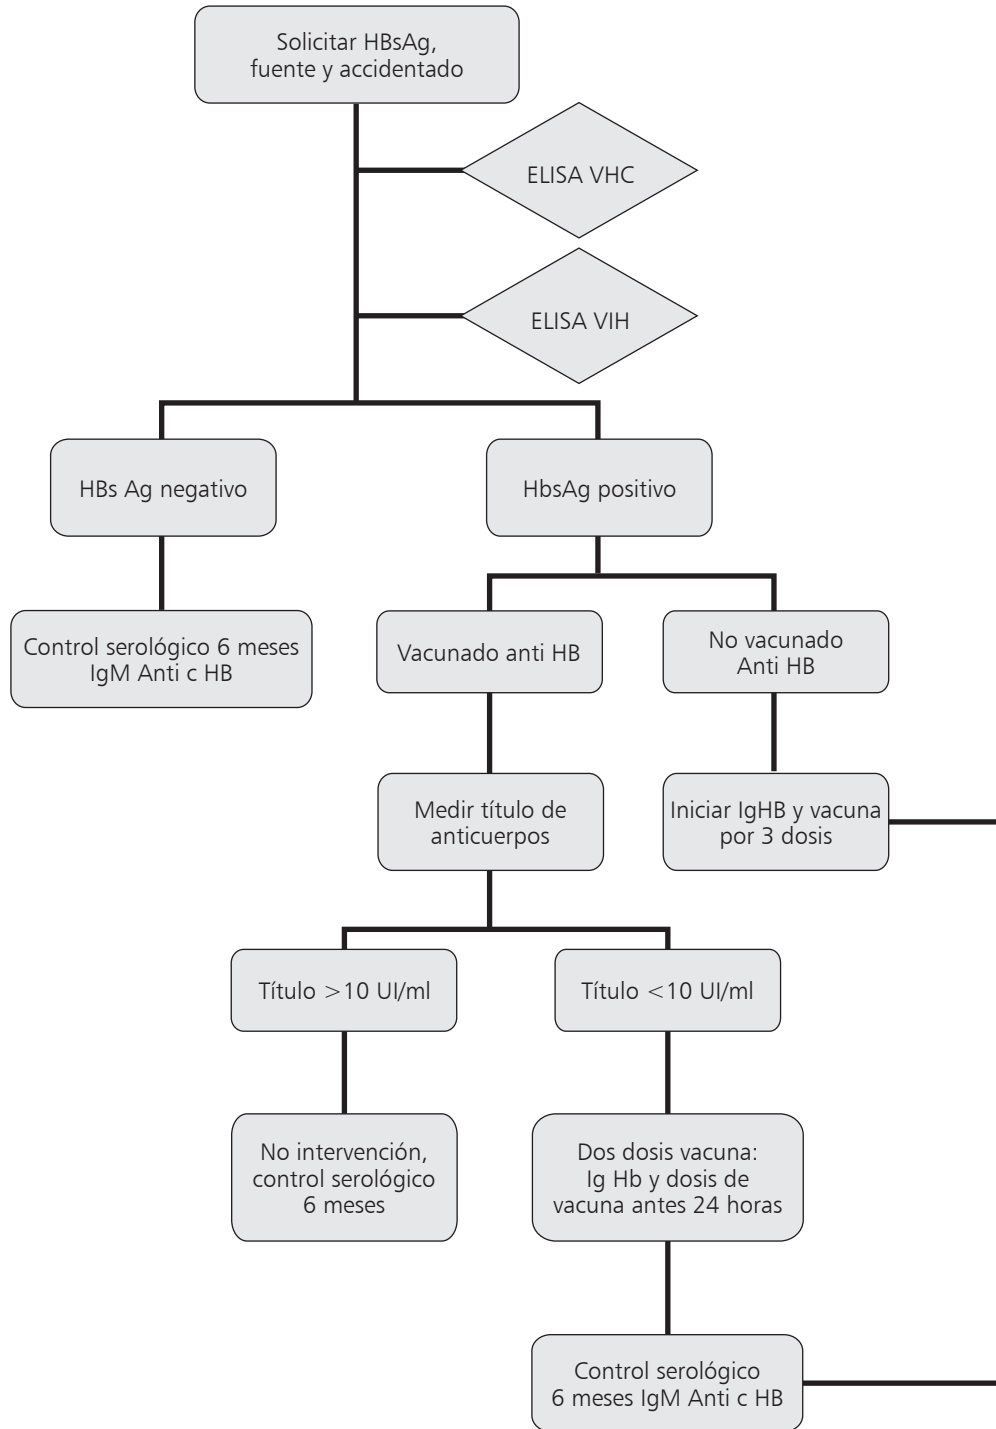 Solicitar HBsAg,
fuente y accidentado
ELISA VHC
ELISA VIH
HBs Ag negativo
HbsAg positivo
Control serológico 6 meses
IgM Anti c HB
Vacunado anti HB
No vacunado
Anti HB
Medir título de
anticuerpos
Iniciar IgHB y vacuna
por 3 dosis
Título >10 UI/ml
Título <10 UI/ml
No intervención,
control serológico
6 meses
Dos dosis vacuna:
Ig Hb y dosis de
vacuna antes 24 horas
Control serológico
6 meses IgM Anti c HB